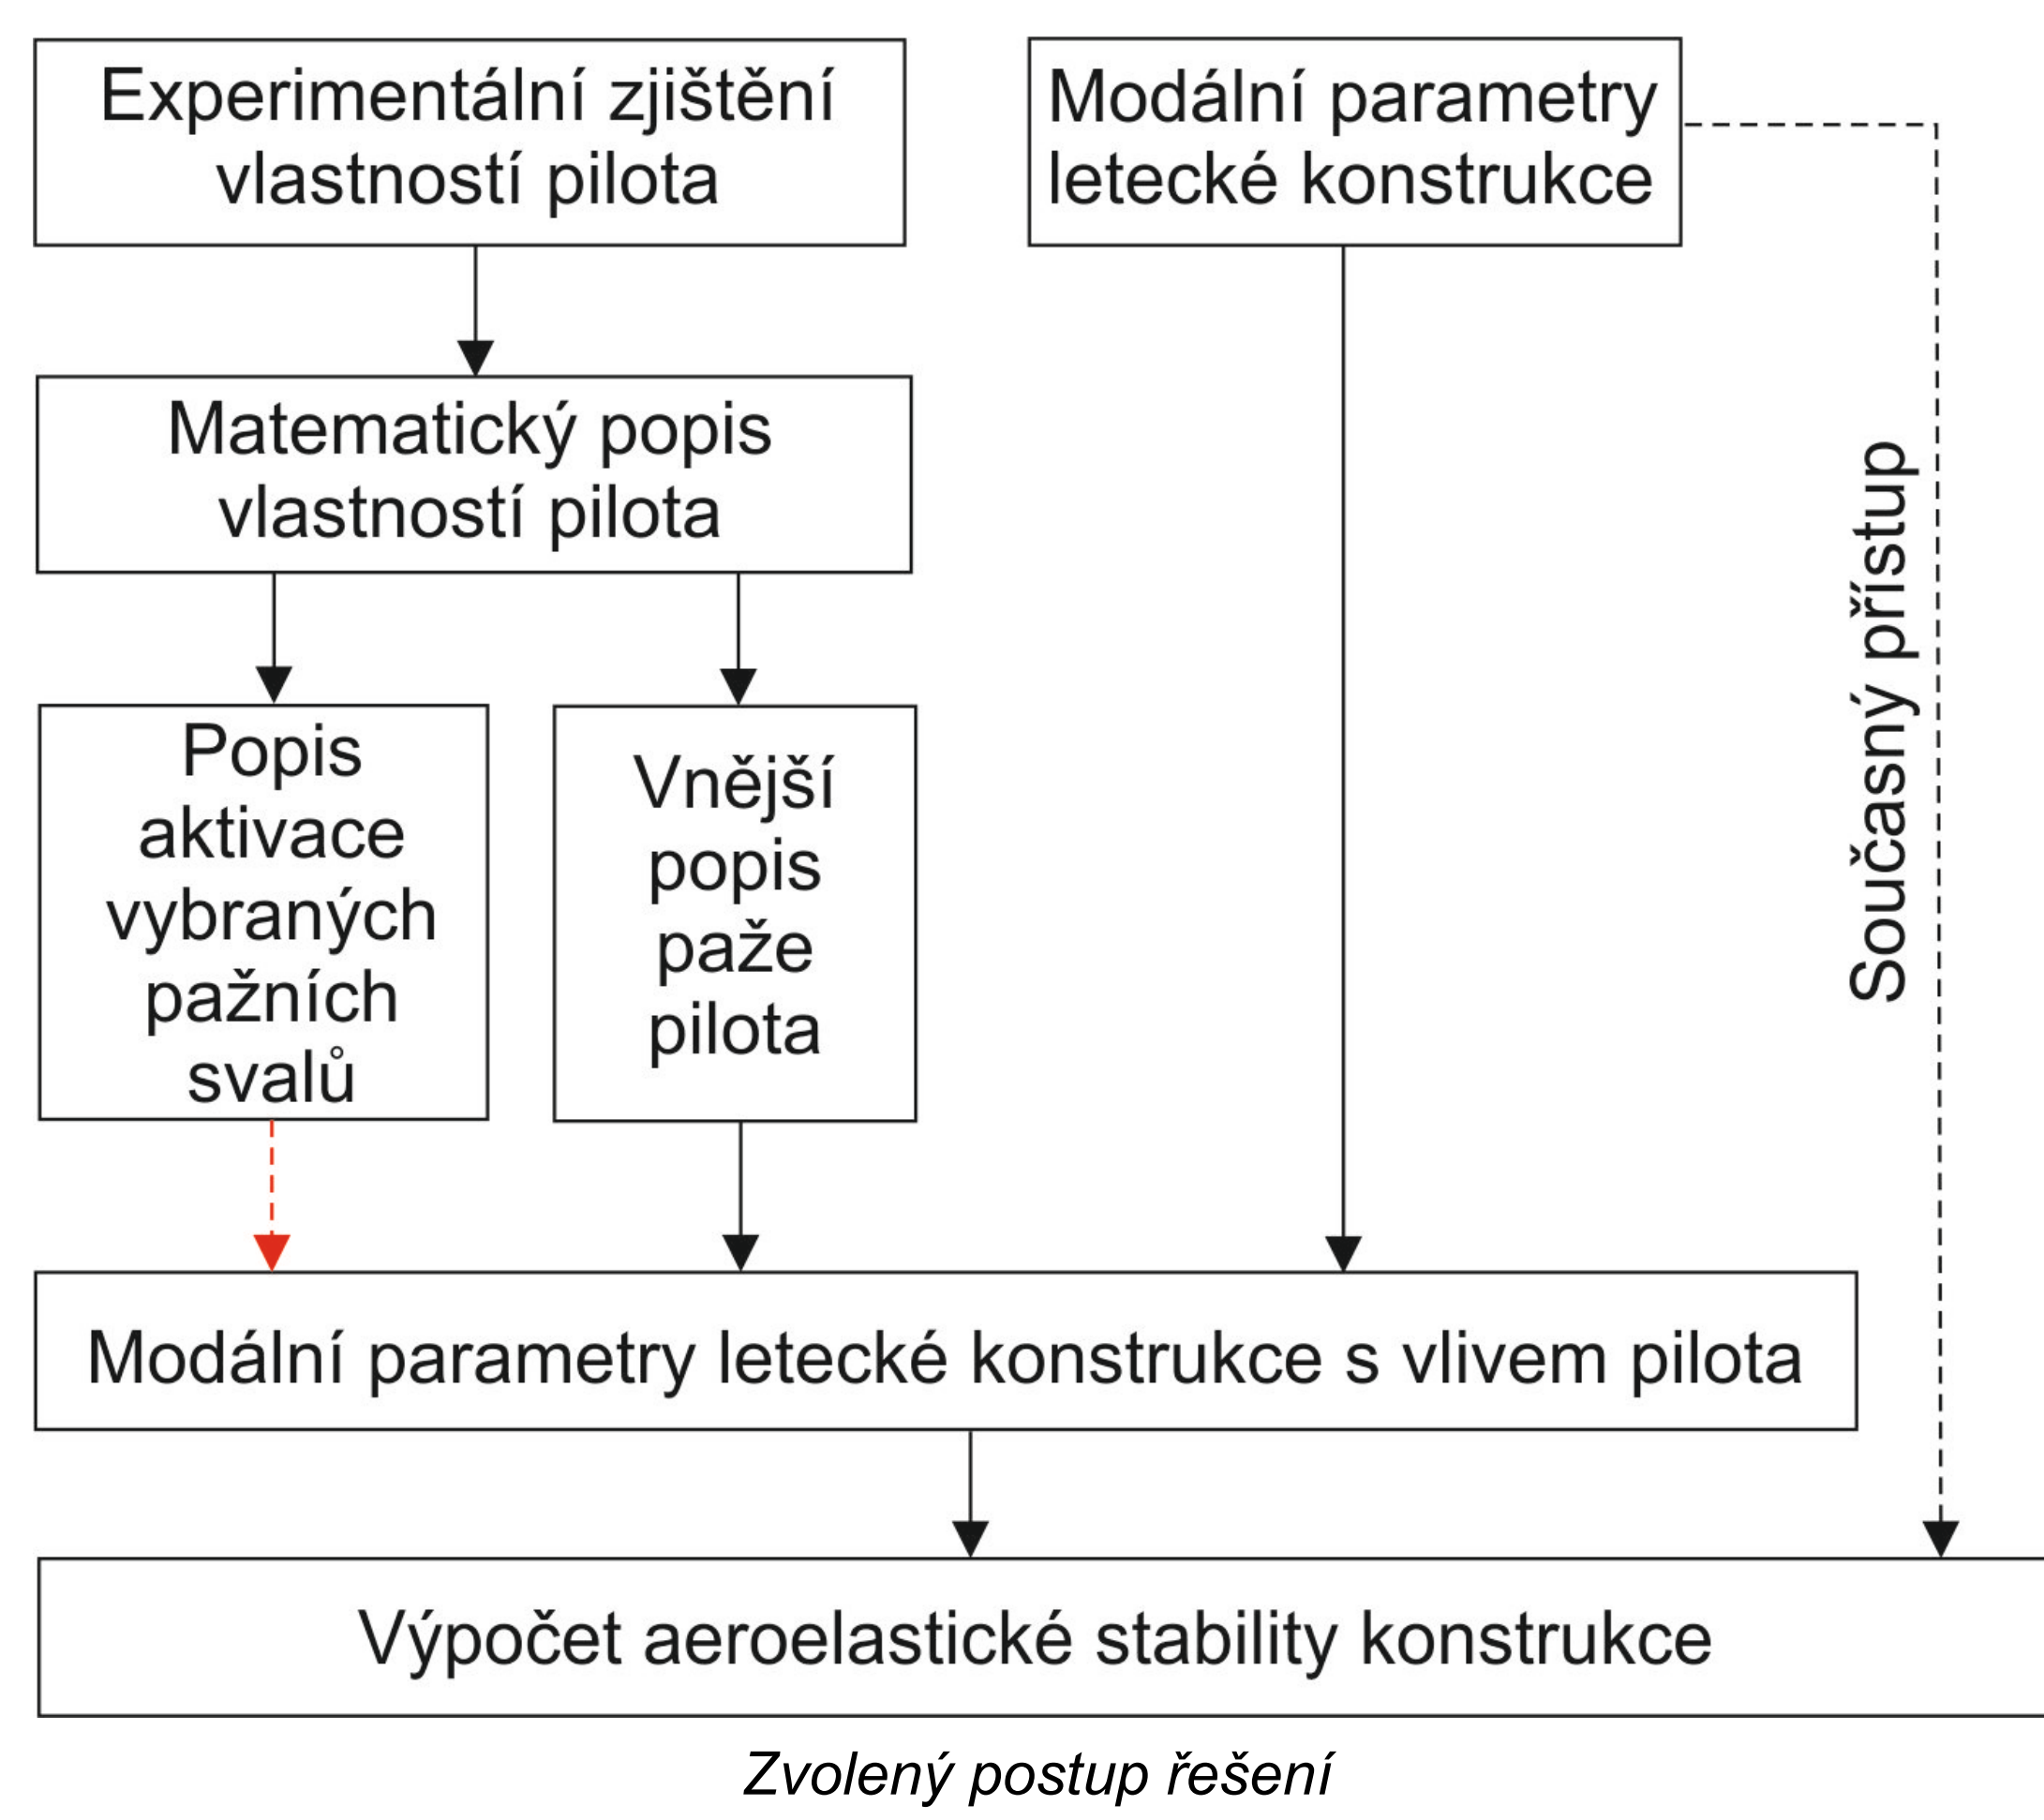 Experimentální zjištění
vlastností pilota
Modální parametry
letecké konstrukce
Matematický popis
vlastností pilota
Popis
aktivace
vybraných
pažních
svalů
Vnější
popis
paže
pilota
Současný přístup
Modální parametry letecké konstrukce s vlivem pilota
Výpočet aeroelastické stability konstrukce
Zvolený postup řešení